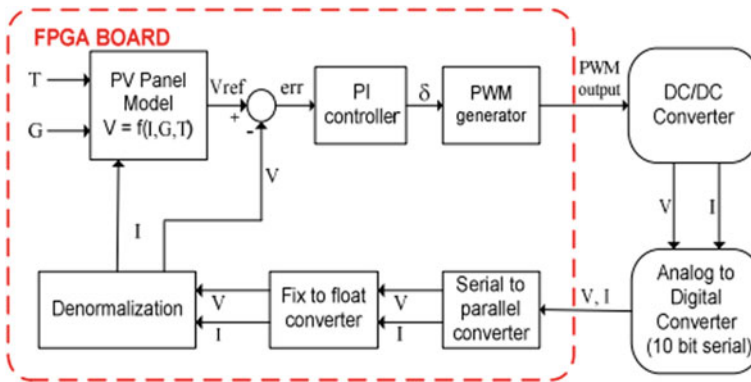 FPGA BOARD
T
G
PV Panel
Model
V = f(I,G,T)
Vref
+
-
err
PI
controller
δ
PWM
generator
PWM
output
DC/DC
Converter
V
I
I
V
Denormalization
V
I
Fix to float
converter
V
I
Serial to
parallel
converter
V, I
Analog to
Digital
Converter
(10 bit serial)